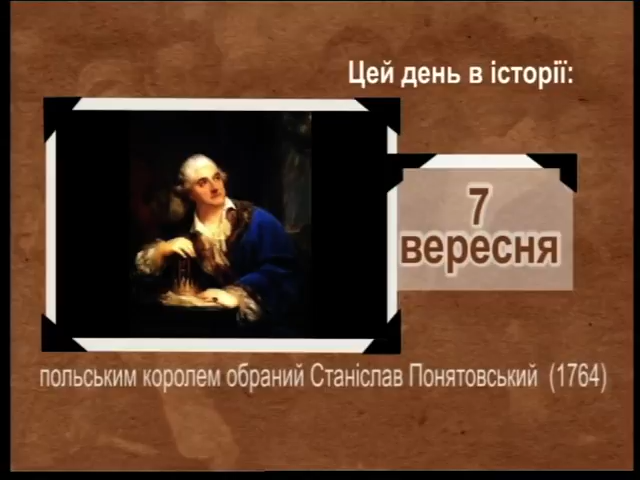 Цей день в історії:
7
вересня
польським королем обраний Станіслав Понятовський (1764)